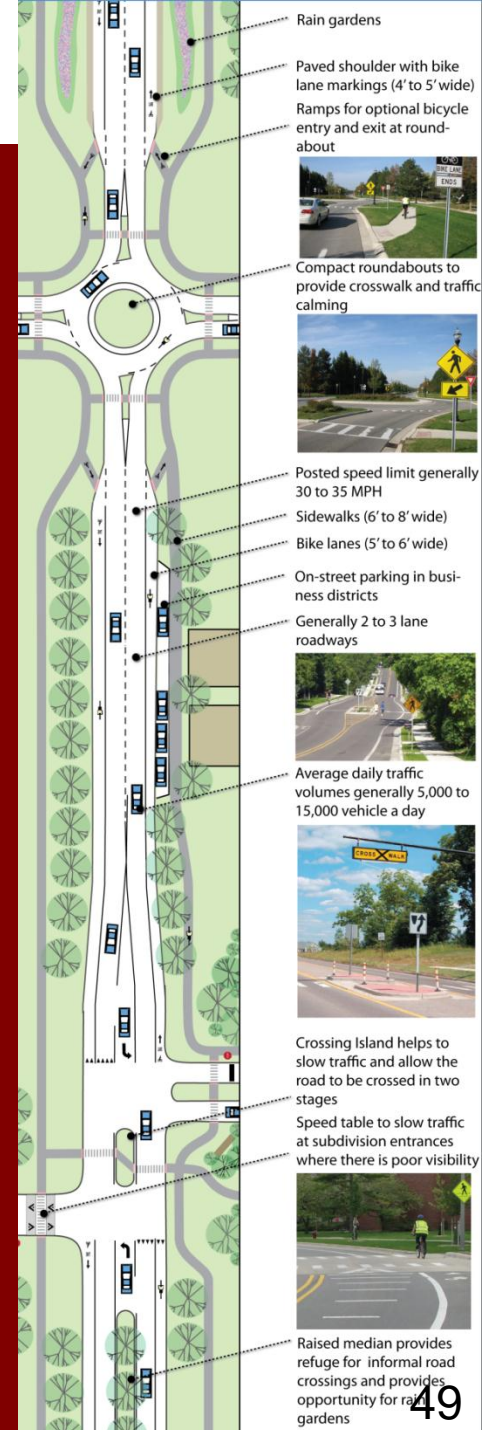 Rain gardens
Paved shoulder with bike
lane markings (4' to 5' wide)
Ramps for optional bicycle
entry and exit at round-
about
BIKE LANE
ENDS
Compact roundabouts to
provide crosswalk and traffic
calming
Posted speed limit generally
30 to 35 MPH
Sidewalks (6' to 8' wide)
Bike lanes (5' to 6' wide)
On-street parking in busi-
ness districts
Generally 2 to 3 lane
roadways
Average daily traffic
volumes generally 5,000 to
15,000 vehicle a day
CROSS WALK
Crossing Island helps to
slow traffic and allow the
road to be crossed in two
stages
Speed table to slow traffic
at subdivision entrances
where there is poor visibility
Raised median provides
refuge for informal road
crossings and provides
opportunity for rain
gardens
49